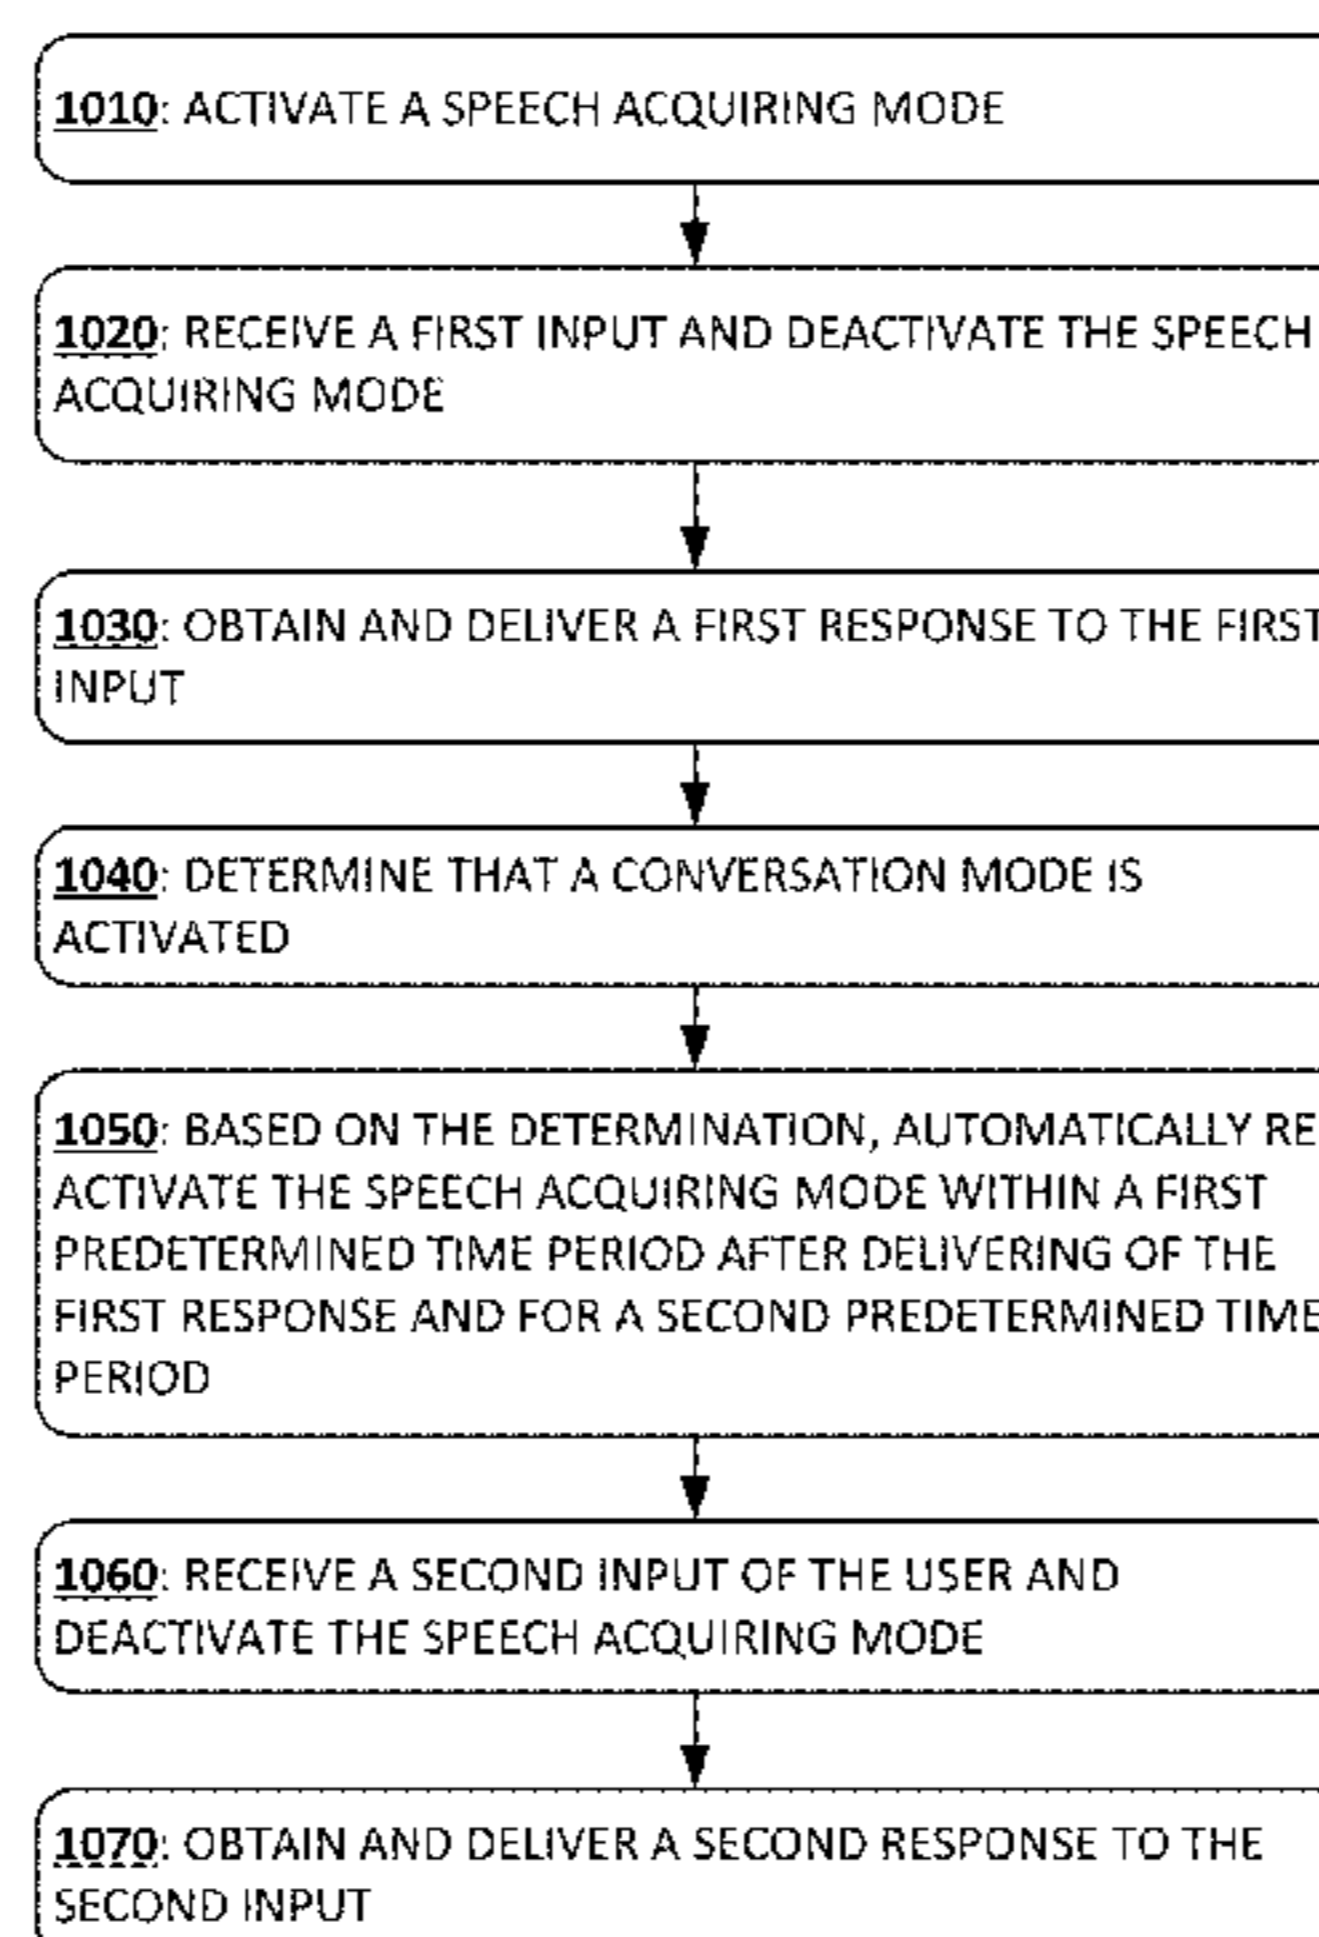 1010: ACTIVATE A SPEECH ACQUIRING MODE
1020: RECEIVE A FIRST INPUT AND DEACTIVATE THE SPEECH
ACQUIRING MODE
1030: OBTAIN AND DELIVER A FIRST RESPONSE TO THE FIRST
INPUT
1040: DETERMINE THAT A CONVERSATION MODE IS
ACTIVATED
1050: BASED ON THE DETERMINATION, AUTOMATICALLY RE
ACTIVATE THE SPEECH ACQUIRING MODE WITHIN A FIRST
PREDETERMINED TIME PERIOD AFTER DELIVERING OF THE
FIRST RESPONSE AND FOR A SECOND PREDETERMINED TIME
PERIOD
1060: RECEIVE A SECOND INPUT OF THE USER AND
DEACTIVATE THE SPEECH ACQUIRING MODE
1070: OBTAIN AND DELIVER A SECOND RESPONSE TO THE
SECOND INPUT